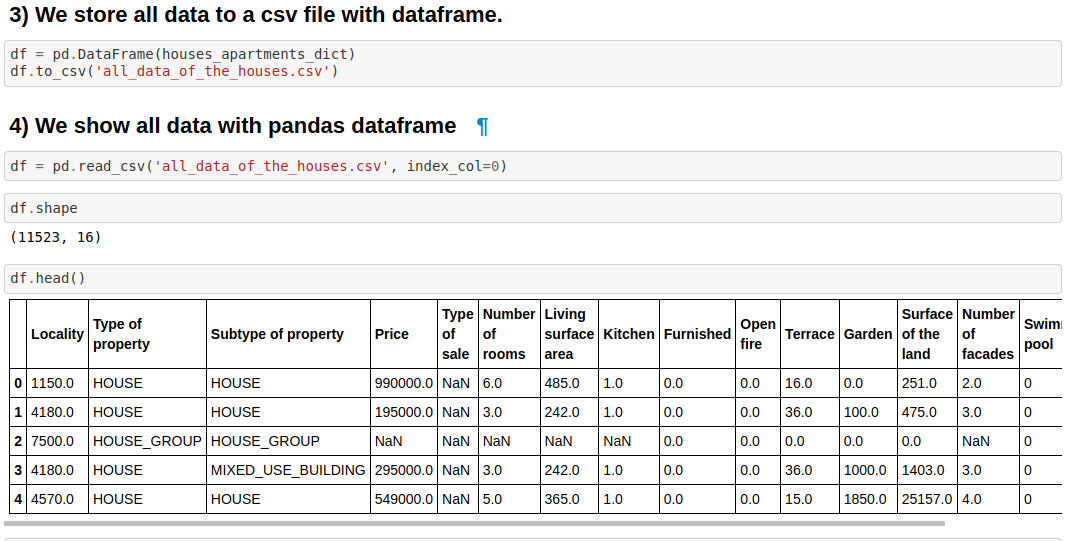 3) We store all data to a csv file with dataframe.
df = pd.DataFrame(houses_apartments_dict)
df.to_csv('all_data_of_the_houses.csv')
4) We show all data with pandas dataframe ¶
df = pd.read_csv('all_data_of_the_houses.csv', index_col=0)
df.shape
(11523, 16)
df.head()
Locality Type of property Subtype of property Price Type of sale Number of rooms Living surface area Kitchen Furnished Open fire Terrace Garden Surface of the land Number of facades pool
0 1150.0 HOUSE HOUSE 990000.0 NaN 6.0 485.0 1.0 0.0 0.0 16.0 0.0 251.0 2.0 0
1 4180.0 HOUSE HOUSE 195000.0 NaN 3.0 242.0 1.0 0.0 0.0 36.0 100.0 475.0 3.0 0
2 7500.0 HOUSE_GROUP HOUSE_GROUP NaN NaN NaN NaN NaN 0.0 0.0 0.0 0.0 0.0 NaN 0
3 4180.0 HOUSE MIXED_USE_BUILDING 295000.0 NaN 3.0 242.0 1.0 0.0 0.0 36.0 1000.0 1403.0 3.0 0
4 4570.0 HOUSE HOUSE 549000.0 NaN 5.0 365.0 1.0 0.0 0.0 15.0 1850.0 25157.0 4.0 0